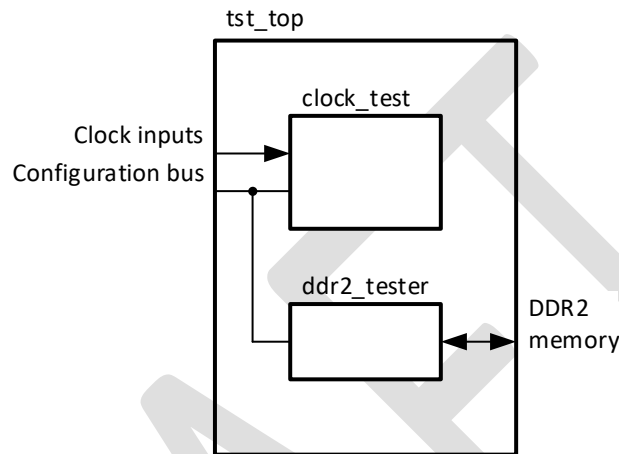 tst_top
clock_test
Clock inputs
Configuration bus
ddr2_tester
DDR2
memory